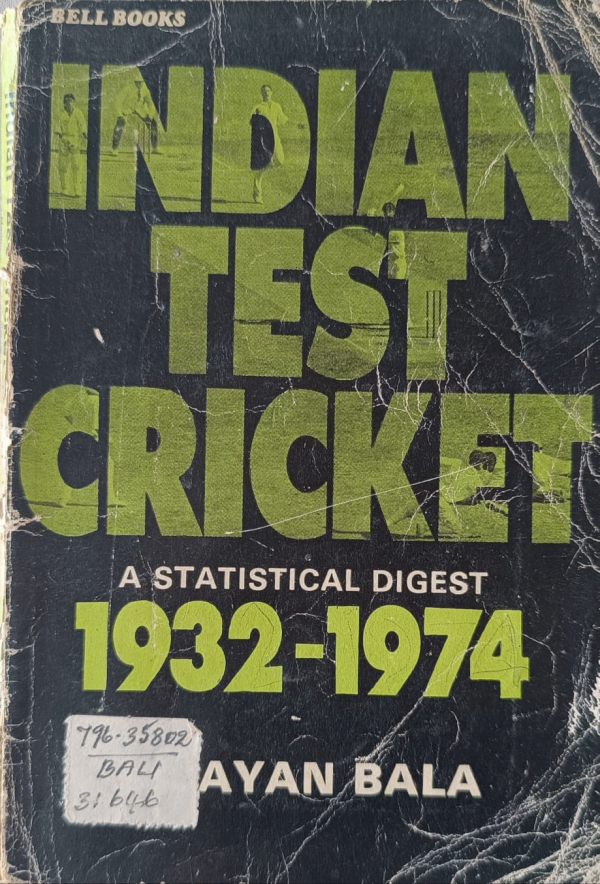 BELL BOOKS
INDIAN
TEST
CRICKET
A STATISTICAL DIGEST
1932-1974
796.35802
BALI
31646
AYAN BALA